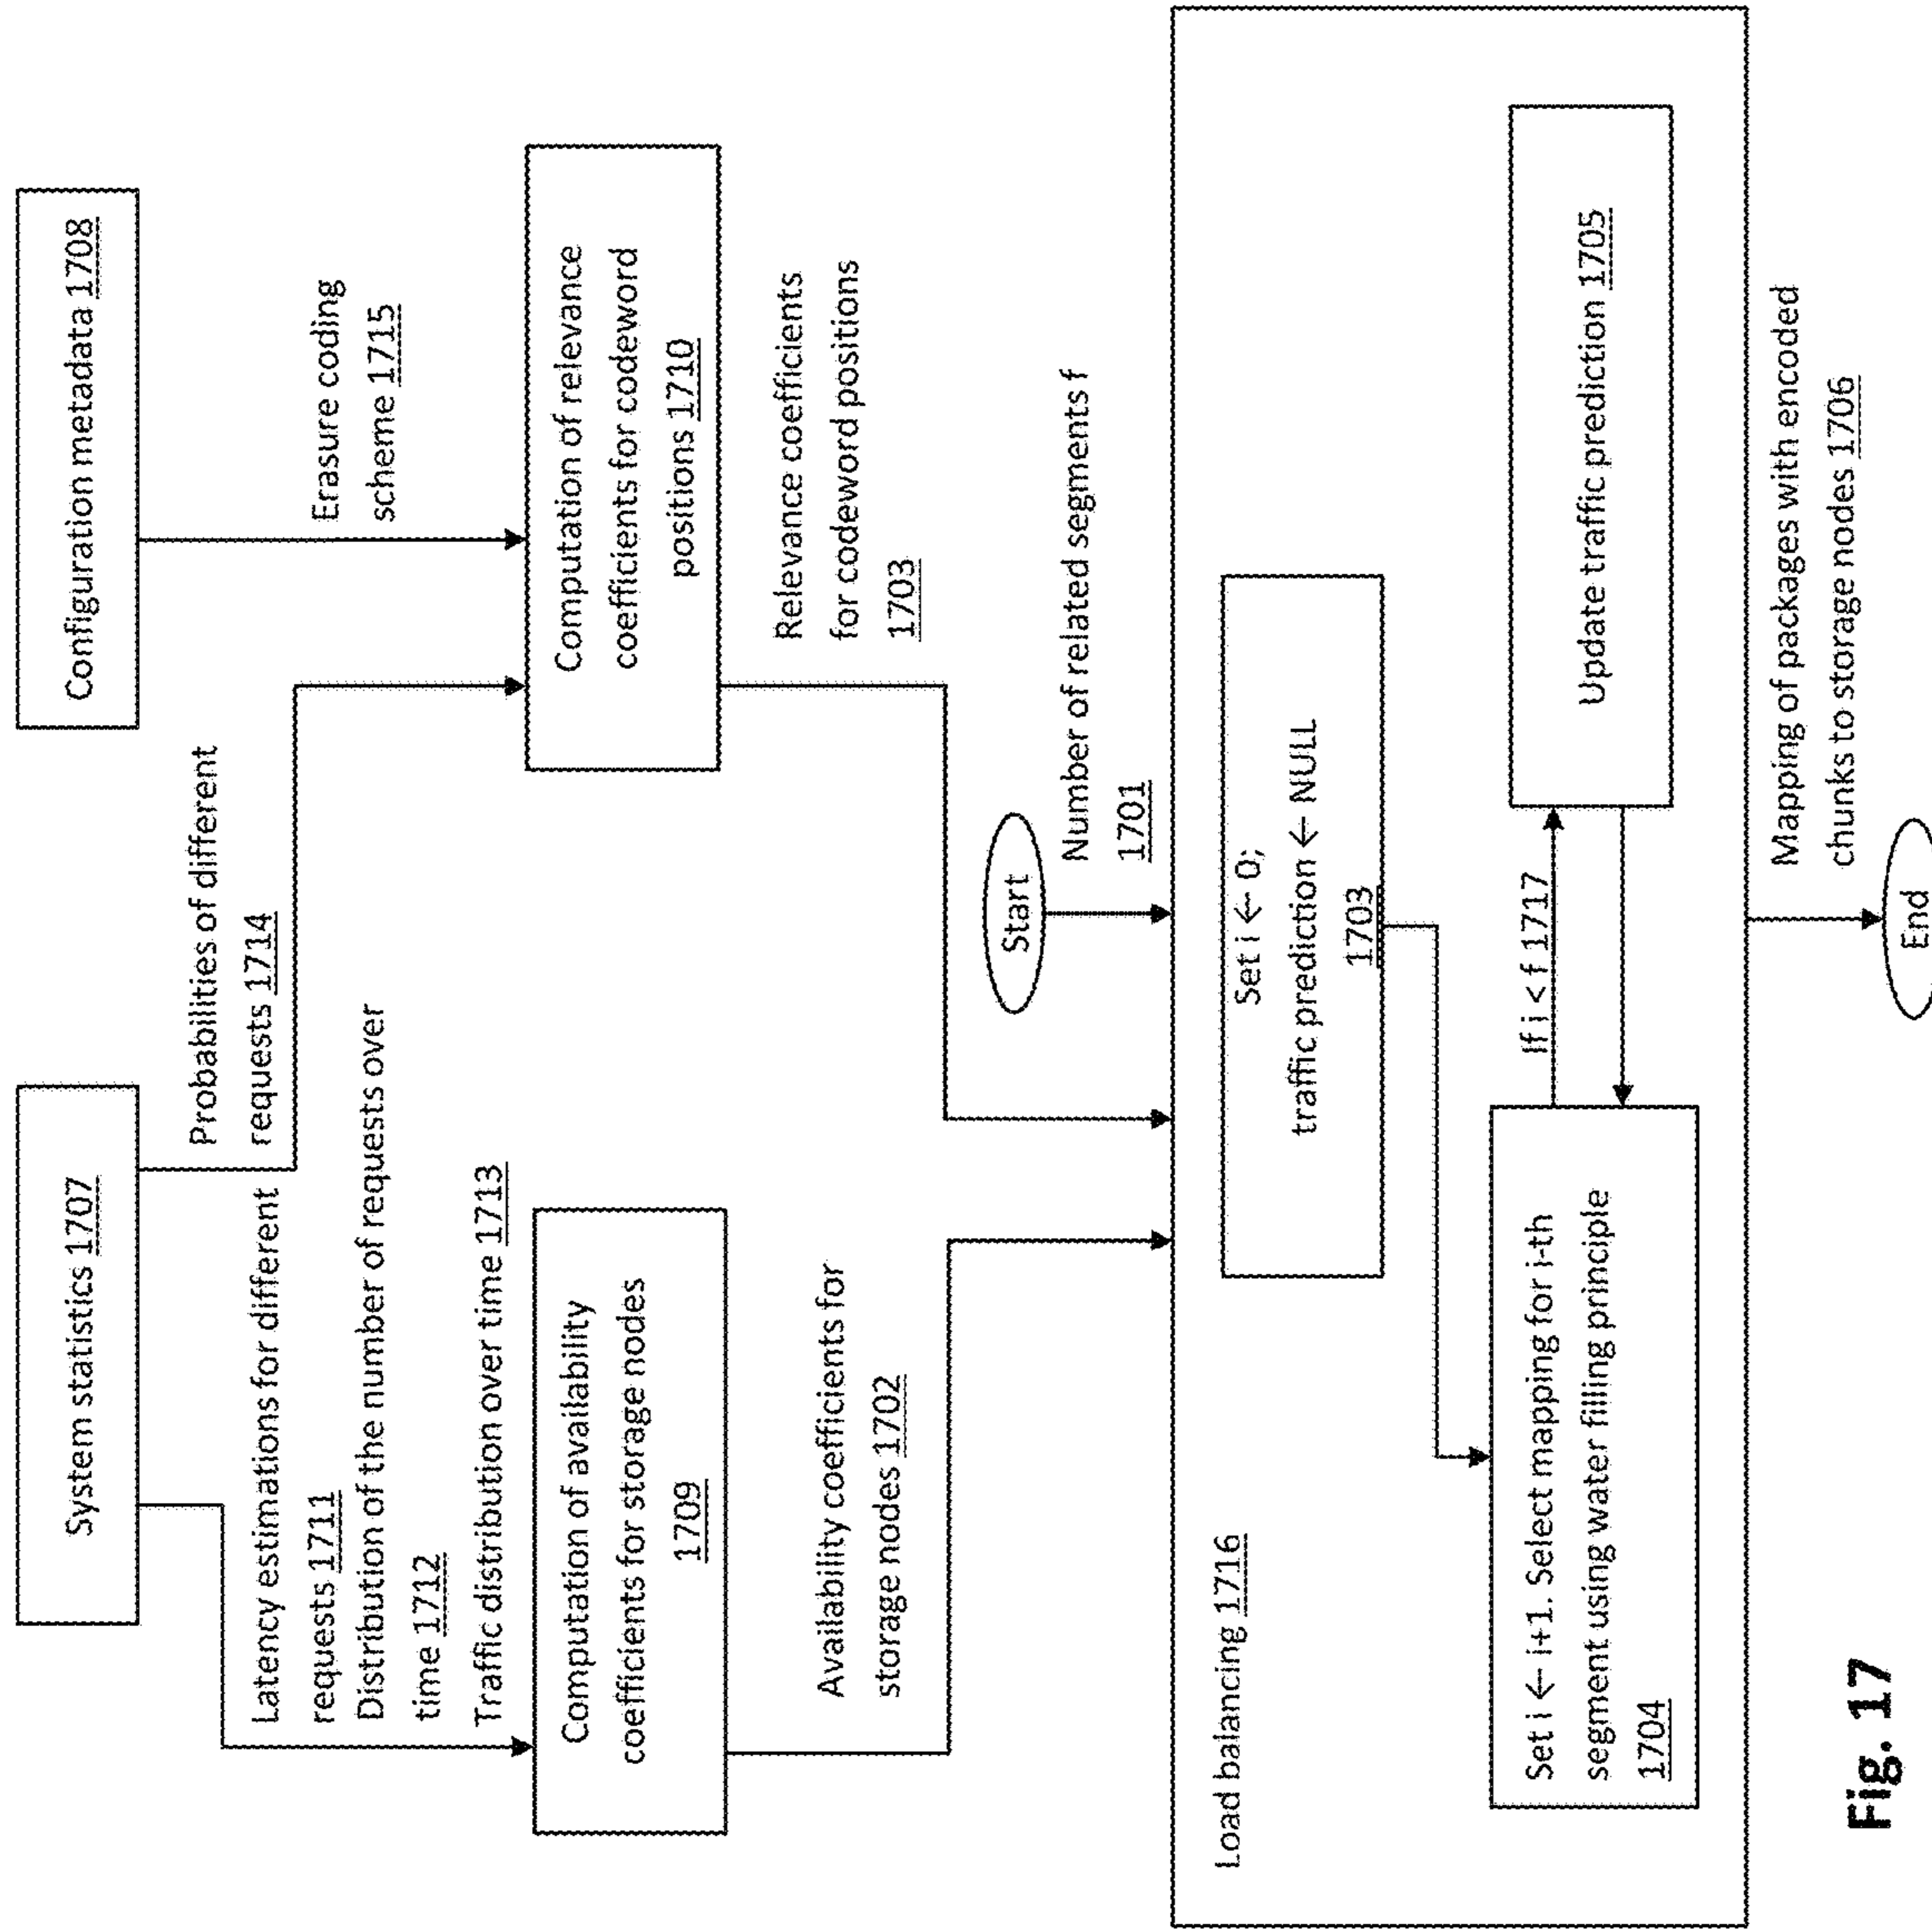 System statistics 1707
Configuration metadata 1708
Probabilities of different
requests 1714
Latency estimations for different
requests 1711
Distribution of the number of requests over
time 1712
Traffic distribution over time 1713
Erasure coding
scheme 1715
Computation of availability
coefficients for storage nodes
1709
Computation of relevance
coefficients for codeword
positions 1710
Availability coefficients for
storage nodes 1702
Relevance coefficients
for codeword positions
1703
Start
Number of related segments f
1701
Load balancing 1716
Set i ← 0;
traffic prediction ← NULL
1703
Set i ← i+1. Select mapping for i-th
segment using water filling principle
1704
If i < f 1717
Update traffic prediction 1705
Mapping of packages with encoded
chunks to storage nodes 1706
End
Fig. 17